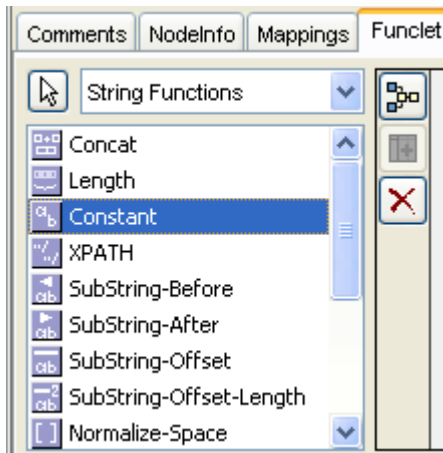 Comments NodeInfo Mappings Funclet
String Functions
Concat
Length
Constant
XPATH
SubString-Before
SubString-After
SubString-Offset
SubString-Offset-Length
Normalize-Space